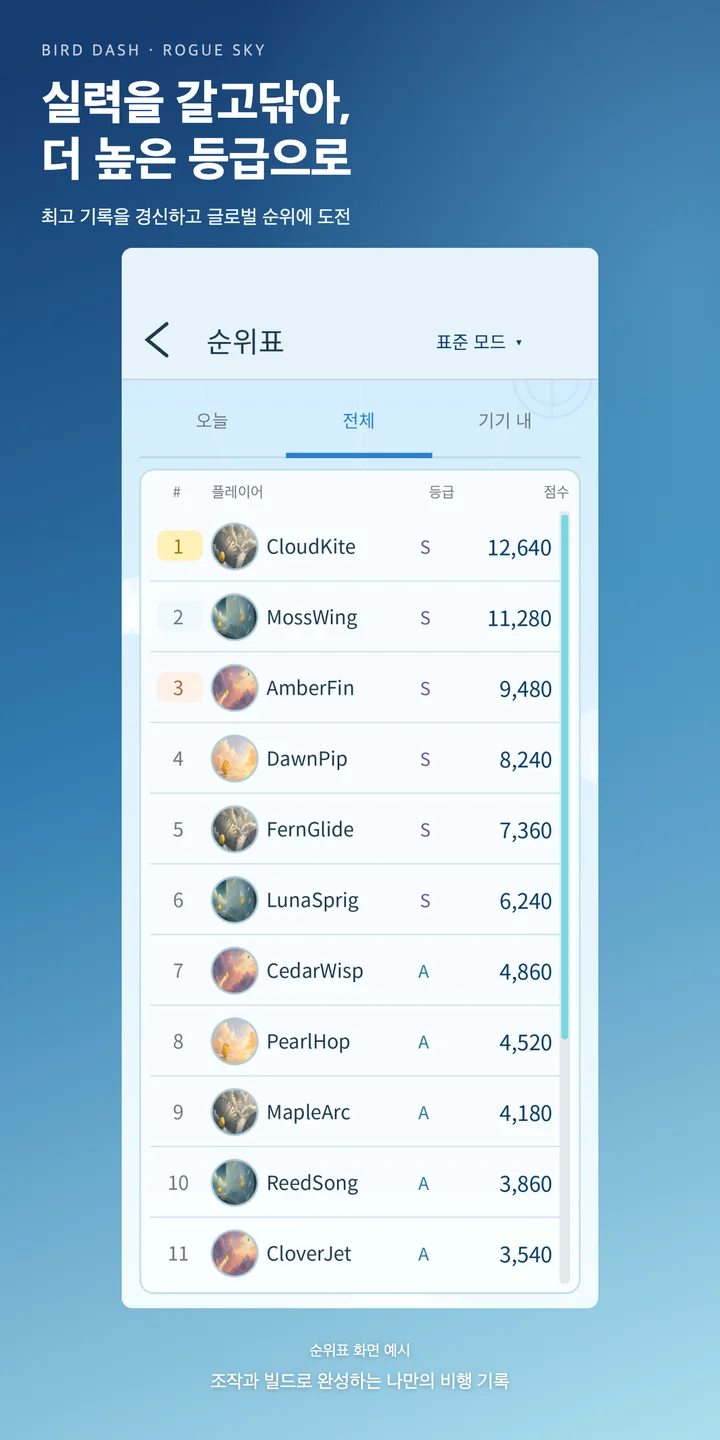 BIRD DASH · ROGUE SKY
실력을 갈고닦아,
더 높은 등급으로
최고 기록을 경신하고 글로벌 순위에 도전
순위표 표준 모드 ▾
오늘 전체 기기 내
# 플레이어 등급 점수
1 CloudKite S 12,640
2 MossWing S 11,280
3 AmberFin S 9,480
4 DawnPip S 8,240
5 FernGlide S 7,360
6 LunaSprig S 6,240
7 CedarWisp A 4,860
8 PearlHop A 4,520
9 MapleArc A 4,180
10 ReedSong A 3,860
11 CloverJet A 3,540
순위표 화면 예시
조작과 빌드로 완성하는 나만의 비행 기록